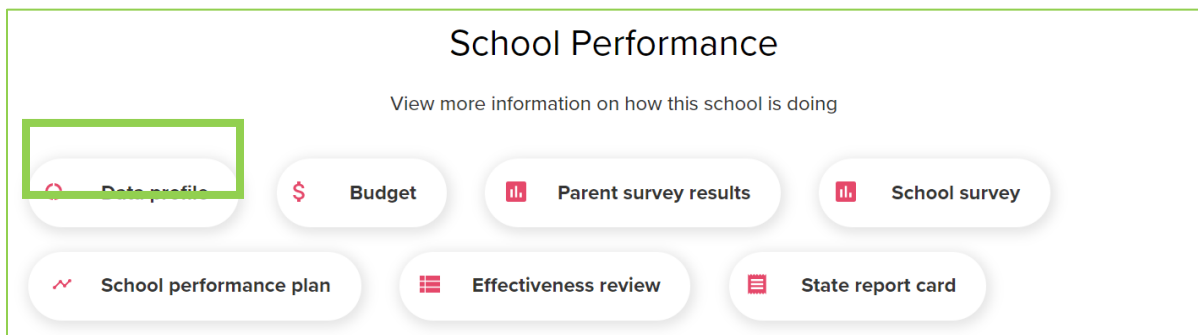 School Performance
View more information on how this school is doing
Data profile Budget Parent survey results School survey
School performance plan Effectiveness review State report card